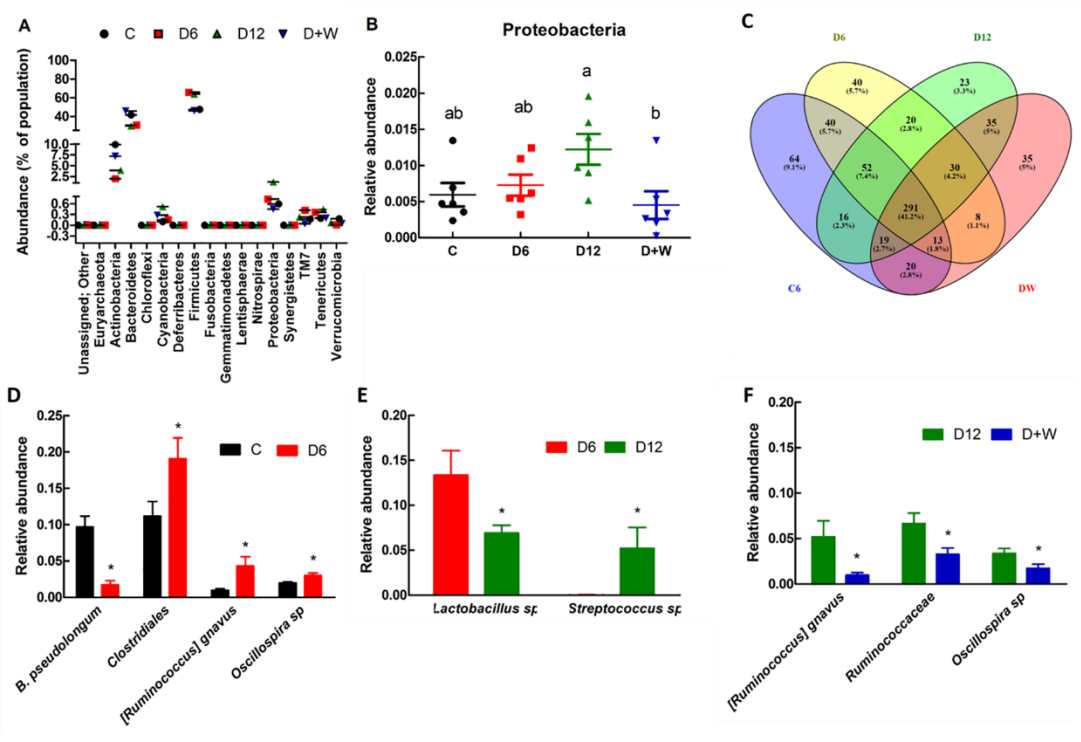 A
C D6 D12 D+W
Abundance (% of population)
100
80
60
40
10.0
7.5
5.0
2.5
0.6
0.3
0.0
-0.3
Unassigned; Other
Euryarchaeota
Actinobacteria
Bacteroidetes
Chloroflexi
Cyanobacteria
Deferribacteres
Firmicutes
Fusobacteria
Gemmatimonadetes
Lentisphaerae
Nitrospirae
Proteobacteria
Synergistetes
TM7
Tenericutes
Verrucomicrobia
B
Proteobacteria
Relative abundance
0.025
0.020
0.015
0.010
0.005
0.000
ab ab a b
C D6 D12 D+W
C
D6 D12
40
(5.7%)
23
(3.3%)
64
(9.1%)
40
(5.7%)
20
(2.8%)
35
(5%)
35
(5%)
52
(7.4%)
30
(4.2%)
291
(41.2%)
16
(2.3%)
8
(1.1%)
19
(2.7%)
13
(1.8%)
20
(2.8%)
C6 DW
D
Relative abundance
0.25
0.20
0.15
0.10
0.05
0.00
C D6
* * * *
B. pseudolongum
Clostridiales
[Ruminococcus] gnavus
Oscillospira sp
E
Relative abundance
0.20
0.15
0.10
0.05
0.00
D6 D12
* *
Lactobacillus sp
Streptococcus sp
F
Relative abundance
0.20
0.15
0.10
0.05
0.00
D12 D+W
* * *
[Ruminococcus] gnavus
Ruminococcaceae
Oscillospira sp